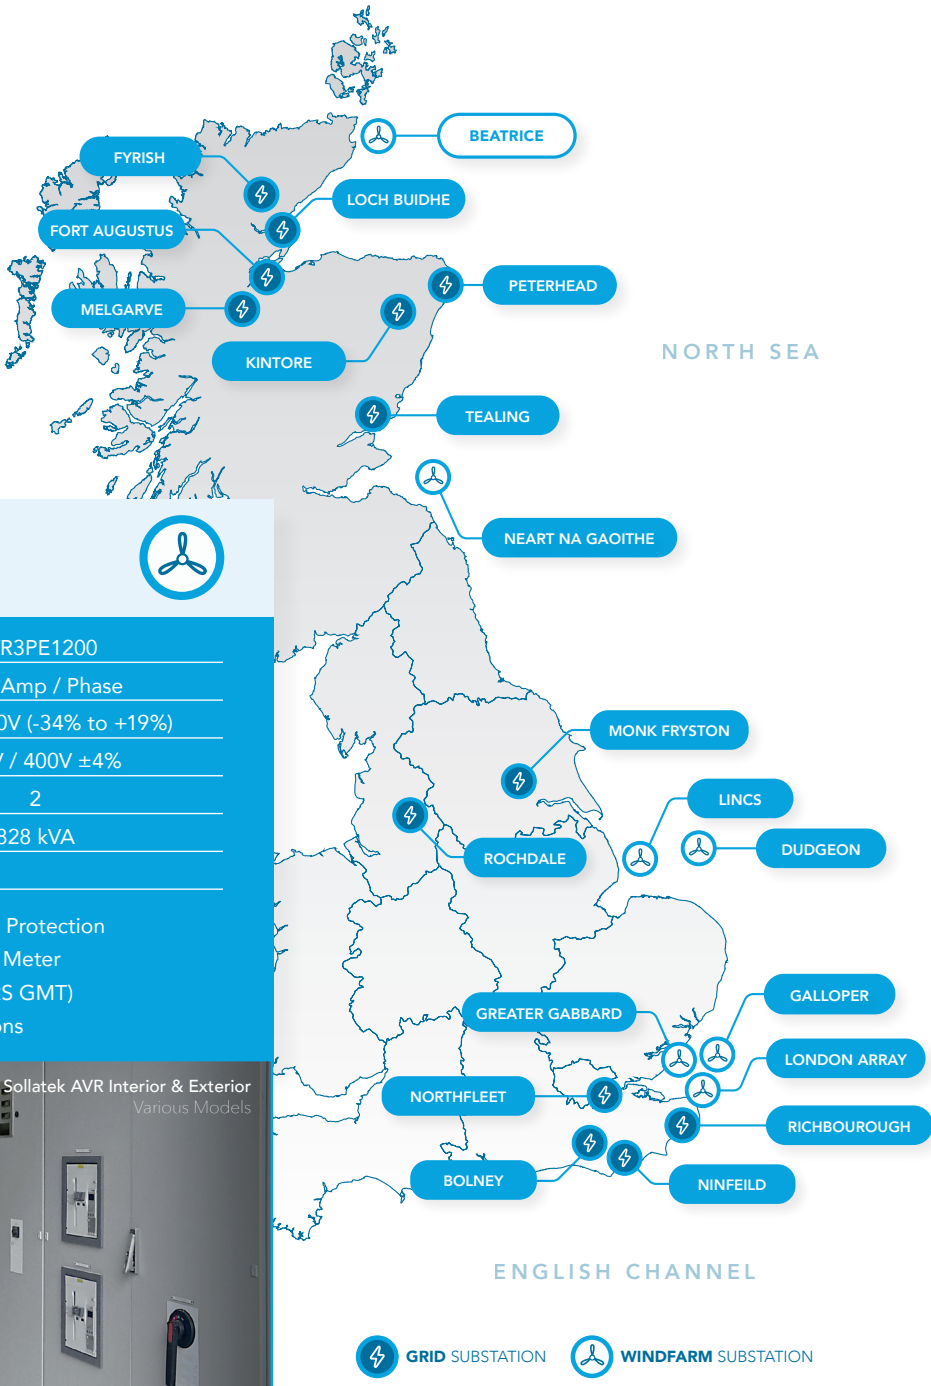 BEATRICE
FYRISH
LOCH BUIDHE
FORT AUGUSTUS
PETERHEAD
MELGARVE
NORTH SEA
KINTORE
TEALING
NEART NA GAOITHE
R3PE1200
Amp / Phase
0V (-34% to +19%)
V / 400V ±4%
2
328 kVA
Protection
Meter
S GMT)
ons
Sollatek AVR Interior & Exterior
Various Models
MONK FRYSTON
LINCS
DUDGEON
ROCHDALE
GALLOPER
GREATER GABBARD
LONDON ARRAY
NORTHFLEET
RICHBOUROUGH
BOLNEY
NINFEILD
ENGLISH CHANNEL
GRID SUBSTATION
WINDFARM SUBSTATION